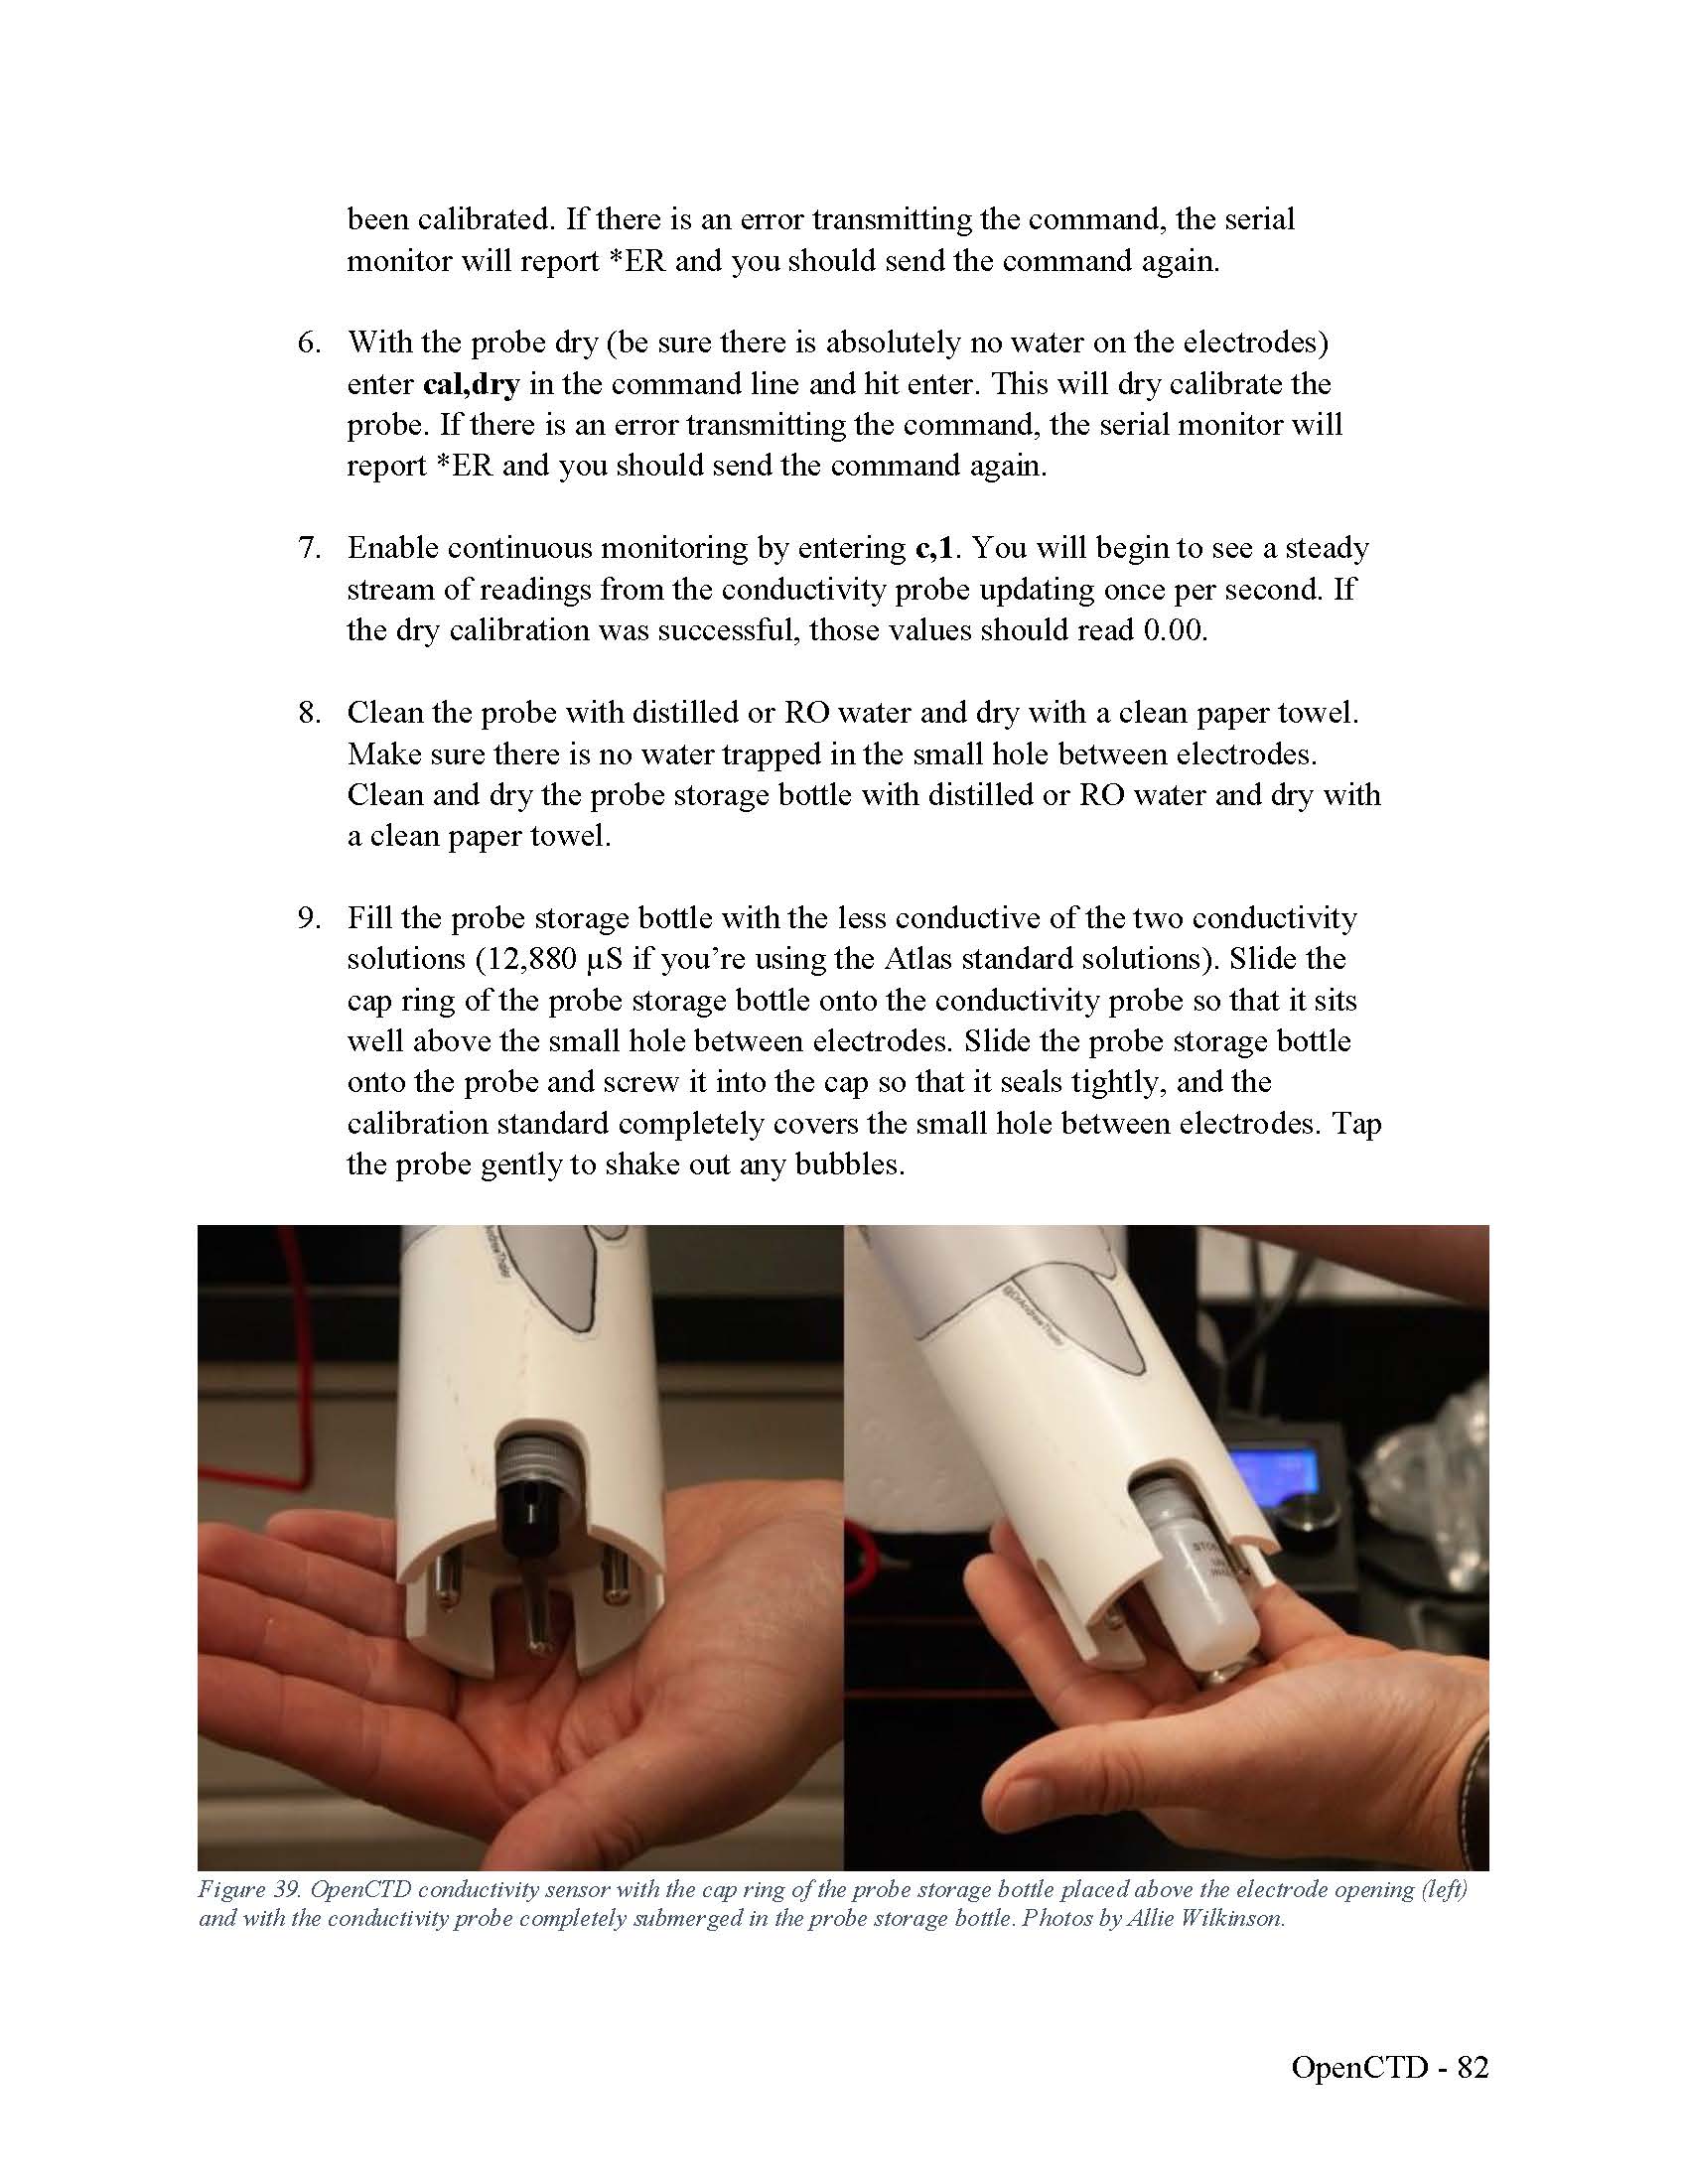 been calibrated. If there is an error transmitting the command, the serial
monitor will report *ER and you should send the command again.
6. With the probe dry (be sure there is absolutely no water on the electrodes)
enter cal,dry in the command line and hit enter. This will dry calibrate the
probe. If there is an error transmitting the command, the serial monitor will
report *ER and you should send the command again.
7. Enable continuous monitoring by entering c,1. You will begin to see a steady
stream of readings from the conductivity probe updating once per second. If
the dry calibration was successful, those values should read 0.00.
8. Clean the probe with distilled or RO water and dry with a clean paper towel.
Make sure there is no water trapped in the small hole between electrodes.
Clean and dry the probe storage bottle with distilled or RO water and dry with
a clean paper towel.
9. Fill the probe storage bottle with the less conductive of the two conductivity
solutions (12,880 µS if you’re using the Atlas standard solutions). Slide the
cap ring of the probe storage bottle onto the conductivity probe so that it sits
well above the small hole between electrodes. Slide the probe storage bottle
onto the probe and screw it into the cap so that it seals tightly, and the
calibration standard completely covers the small hole between electrodes. Tap
the probe gently to shake out any bubbles.
@DrAndrewThaler
Figure 39. OpenCTD conductivity sensor with the cap ring of the probe storage bottle placed above the electrode opening (left)
and with the conductivity probe completely submerged in the probe storage bottle. Photos by Allie Wilkinson.
OpenCTD - 82